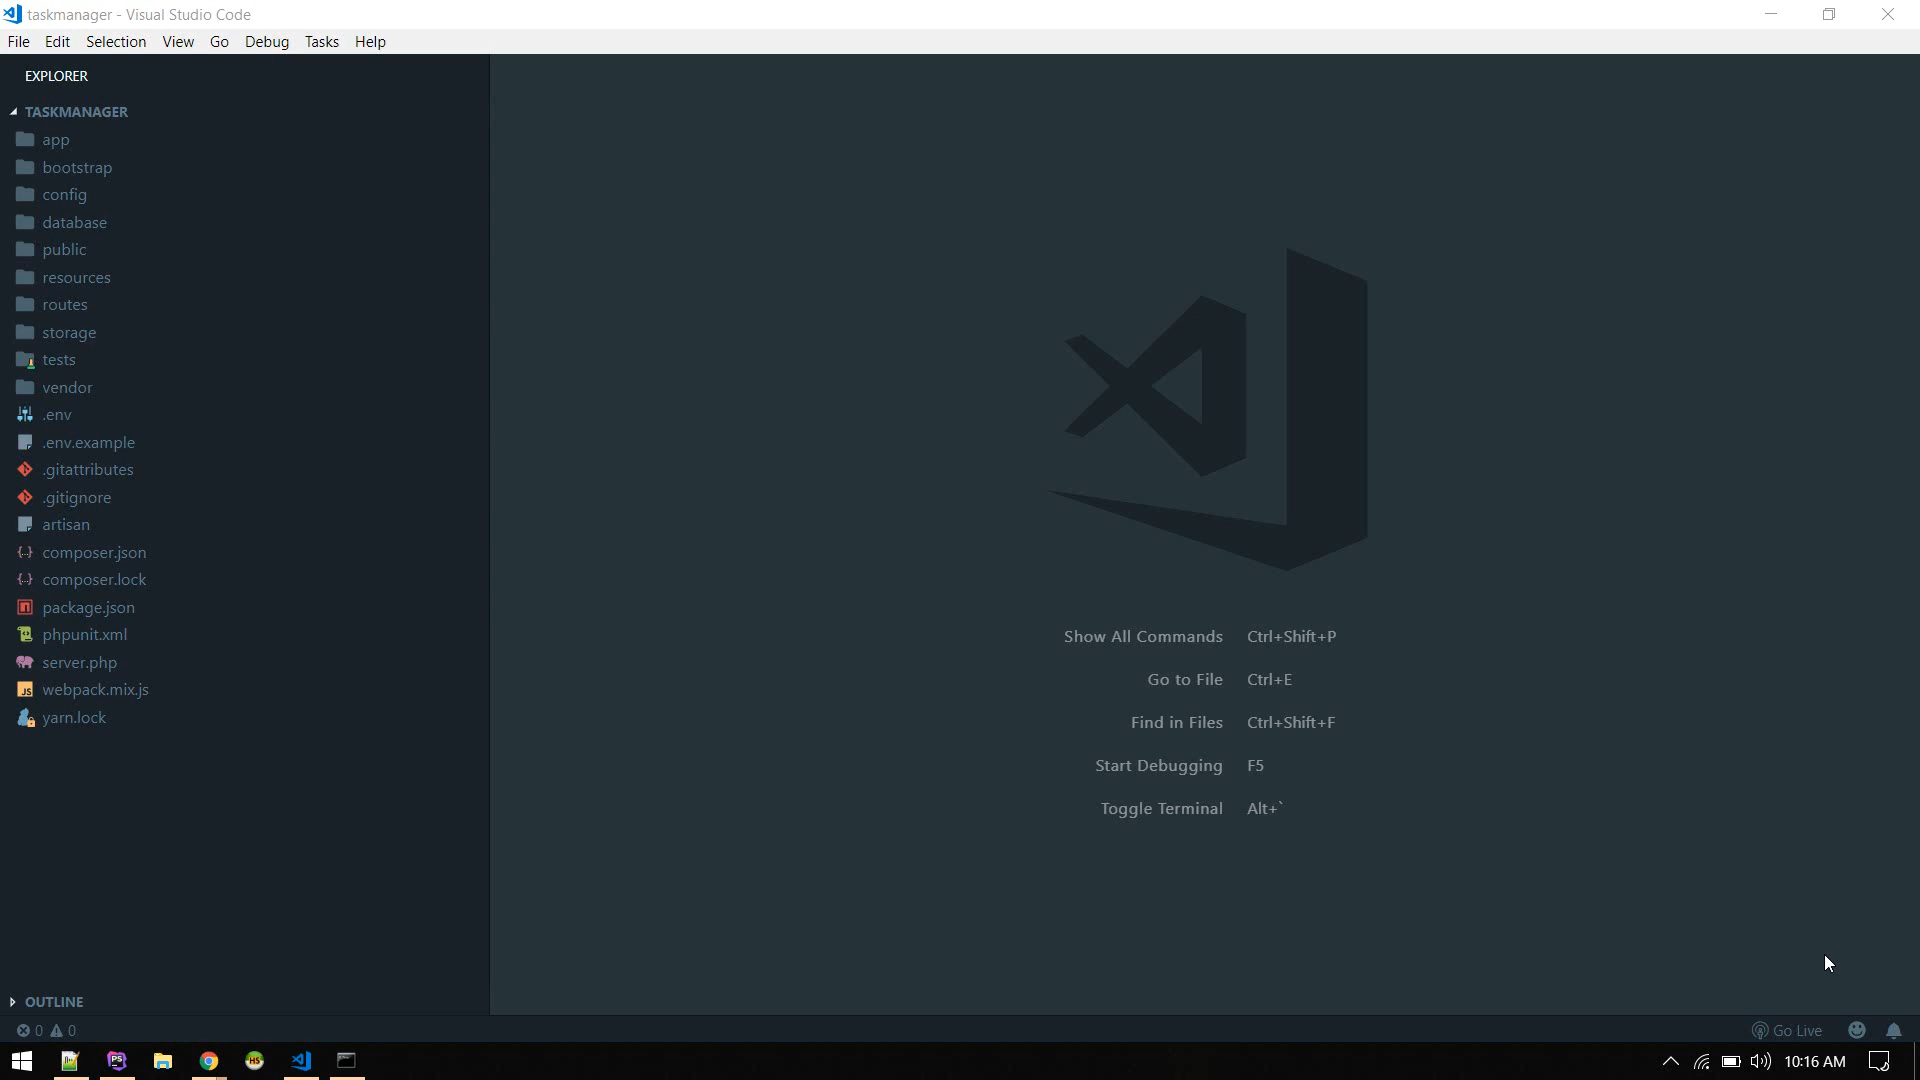 taskmanager - Visual Studio Code
File Edit Selection View Go Debug Tasks Help
EXPLORER
TASKMANAGER
app
bootstrap
config
database
public
resources
routes
storage
tests
vendor
.env
.env.example
.gitattributes
.gitignore
artisan
composer.json
composer.lock
package.json
phpunit.xml
server.php
webpack.mix.js
yarn.lock
Show All Commands Ctrl+Shift+P
Go to File Ctrl+E
Find in Files Ctrl+Shift+F
Start Debugging F5
Toggle Terminal Alt+`
OUTLINE
0 0
Go Live
PS
HS
10:16 AM